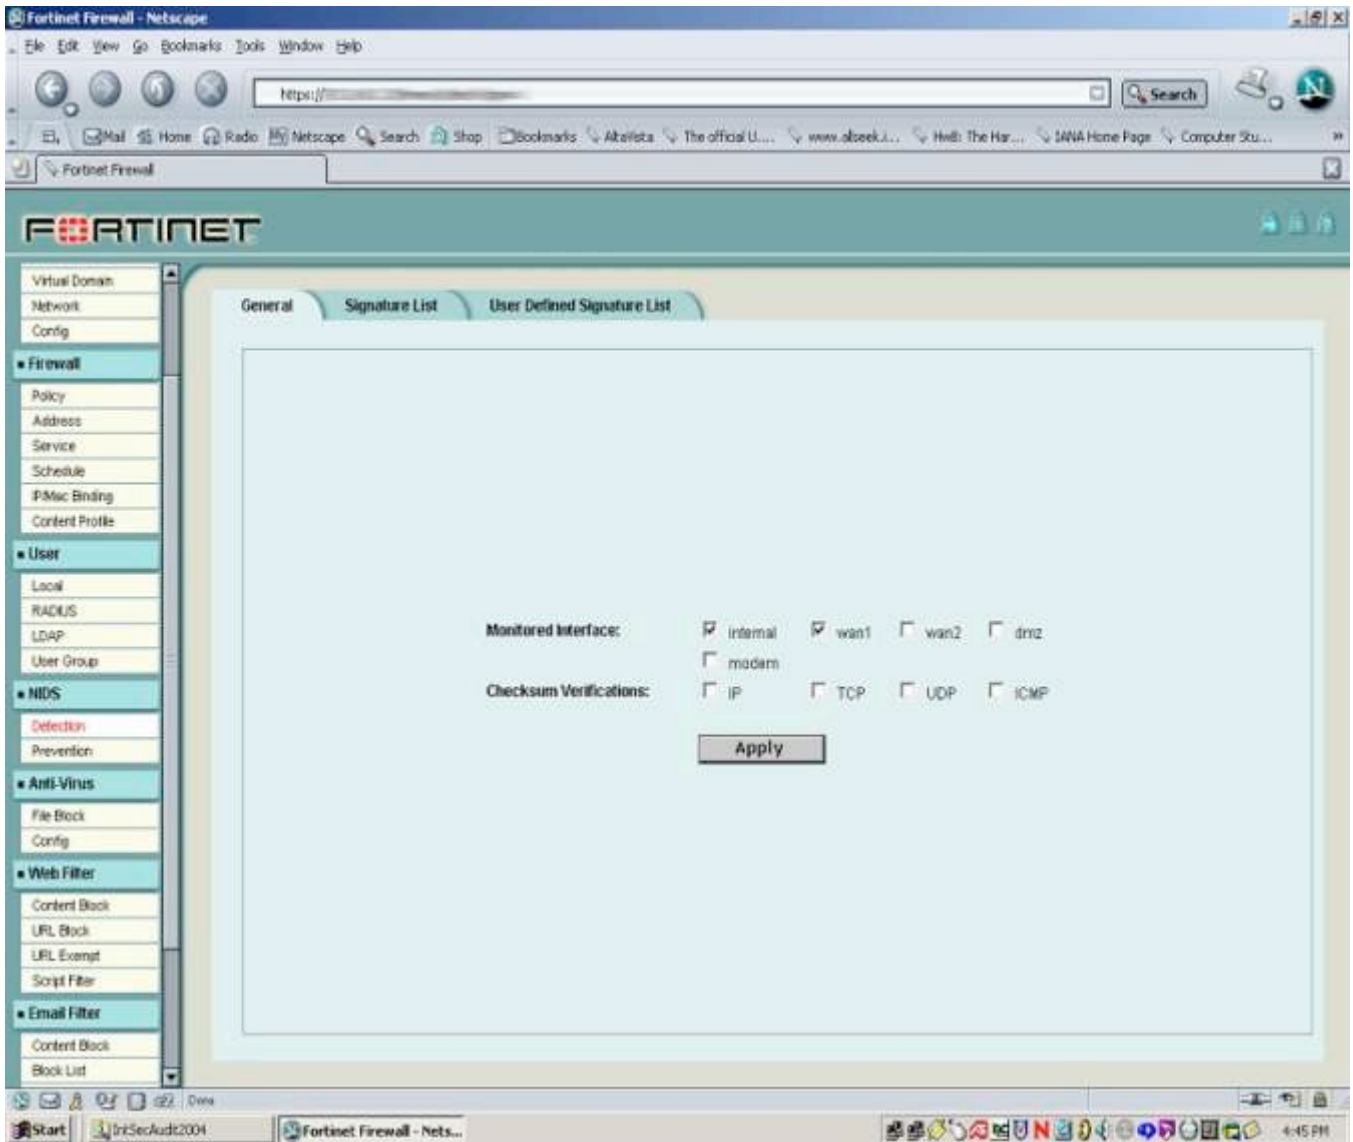 Fortinet Firewall - Netscape
File Edit View Go Bookmarks Tools Window Help
https://
Search
Mail Home Radio My Netscape Search Shop Bookmarks AltaVista The official U.... www.allseek.i... HwB: The Har... IANA Home Page Computer Stu...
Fortinet Firewall
FORTINET
Virtual Domain
Network
Config
Firewall
Policy
Address
Service
Schedule
IP/Mac Binding
Content Profile
User
Local
RADIUS
LDAP
User Group
NIDS
Detection
Prevention
Anti-Virus
File Block
Config
Web Filter
Content Block
URL Block
URL Exempt
Script Filter
Email Filter
Content Block
Block List
General Signature List User Defined Signature List
Monitored Interface: internal wan1 wan2 dmz
modem
Checksum Verifications: IP TCP UDP ICMP
Apply
Done
Start IntSecAudit2004 Fortinet Firewall - Nets... 4:45 PM